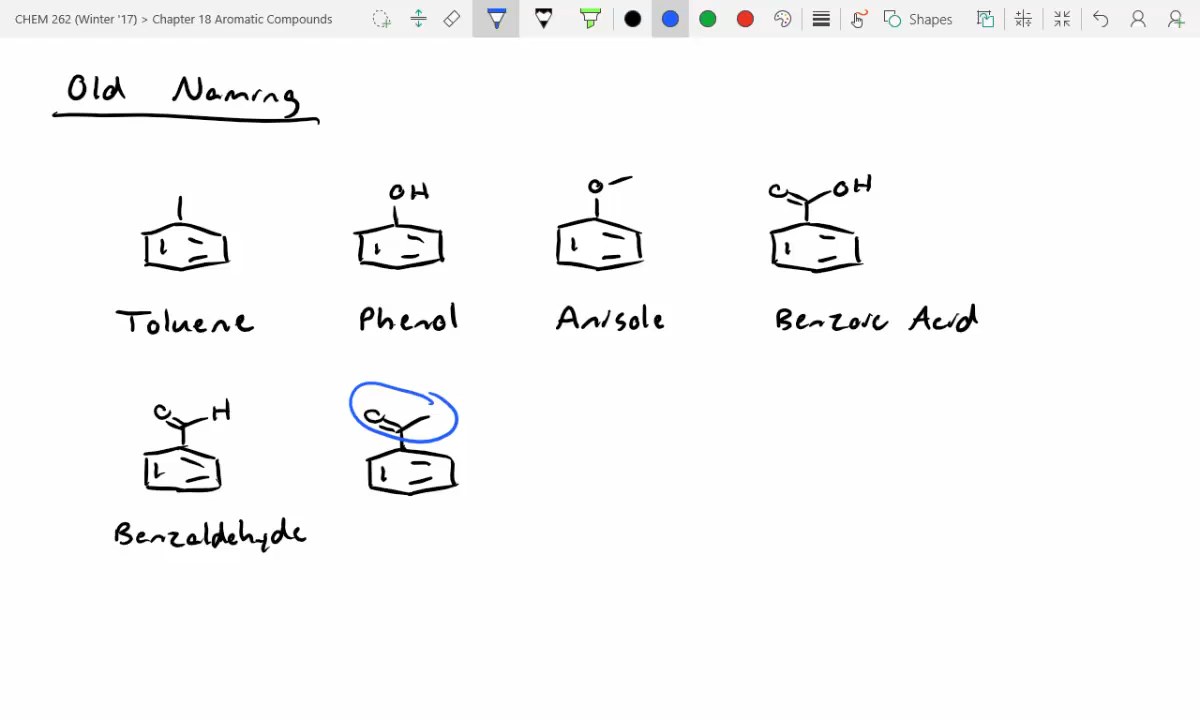 CHEM 262 (Winter '17) > Chapter 18 Aromatic Compounds
Shapes
Old Naming
OH
O
O OH
Toluene Phenol Anisole Benzoic Acid
O H
O
Benzaldehyde